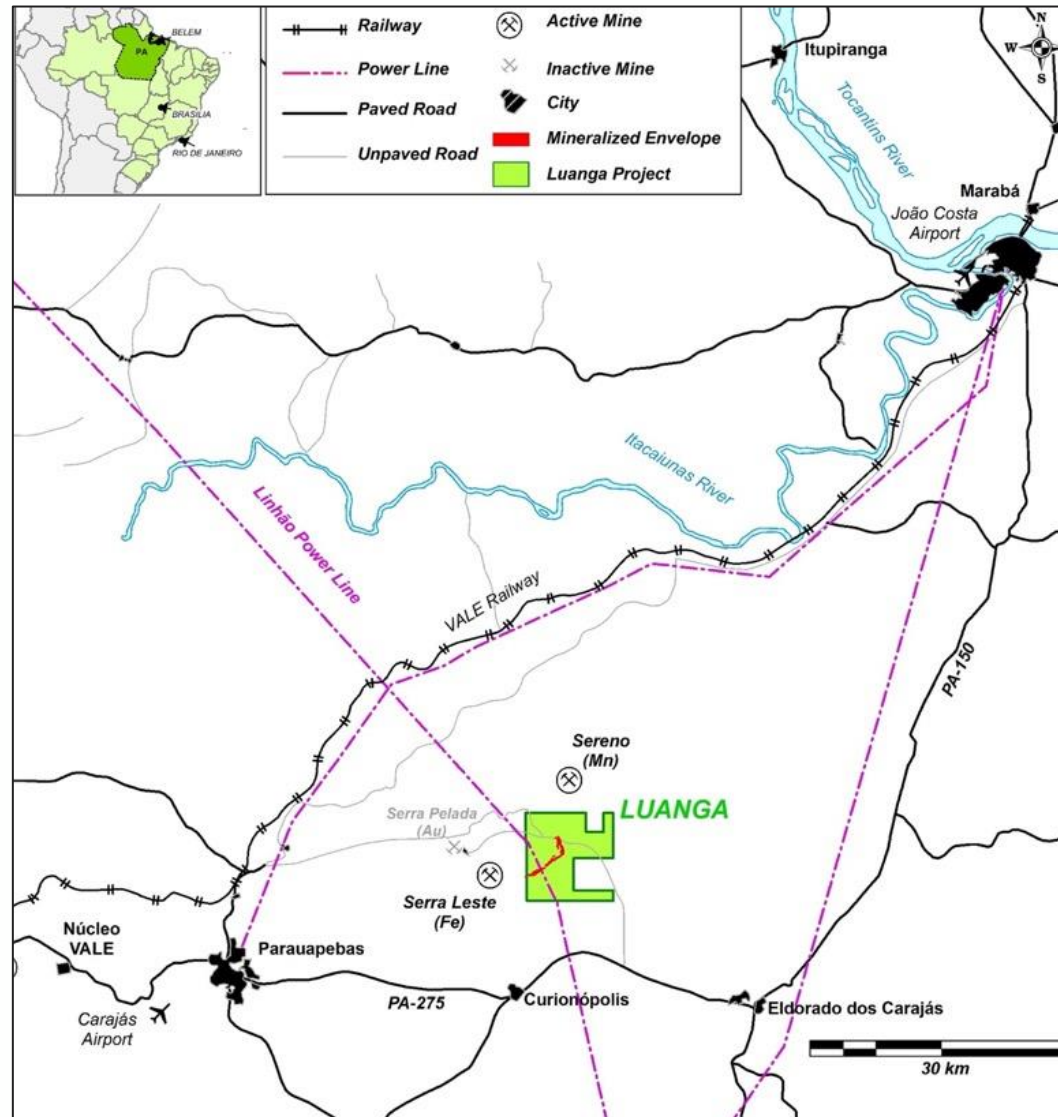 BELEM
PA
BRASILIA
RIO DE JANEIRO
Railway
Power Line
Paved Road
Unpaved Road
Active Mine
Inactive Mine
City
Mineralized Envelope
Luanga Project
N
W
S
Itupiranga
Tocantins River
Marabá
João Costa
Airport
Itacaiunas River
Linhão Power Line
VALE Railway
PA-150
Sereno
(Mn)
LUANGA
Serra Pelada
(Au)
Serra Leste
(Fe)
Núcleo
VALE
Parauapebas
Carajás
Airport
PA-275
Curionópolis
Eldorado dos Carajás
30 km